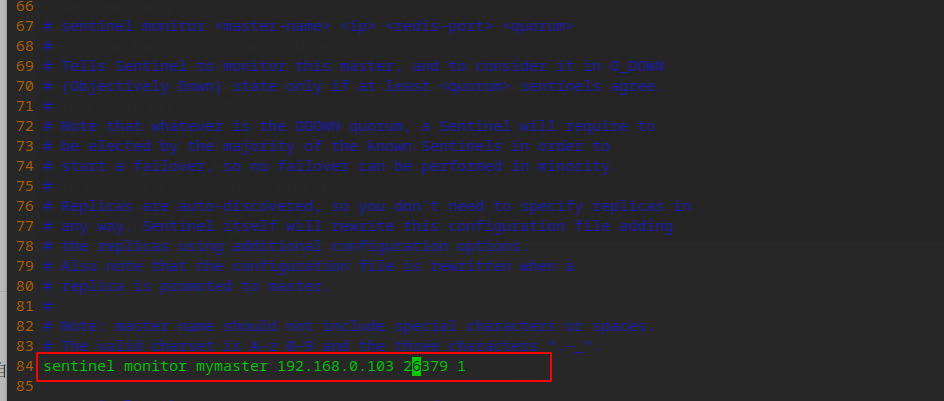 66
67 # sentinel monitor <master-name> <ip> <redis-port> <quorum>
68 #
69 # Tells Sentinel to monitor this master, and to consider it in O_DOWN
70 # (Objectively Down) state only if at least <quorum> sentinels agree.
71 #
72 # Note that whatever is the ODOWN quorum, a Sentinel will require to
73 # be elected by the majority of the known Sentinels in order to
74 # start a failover, so no failover can be performed in minority.
75 #
76 # Replicas are auto-discovered, so you don't need to specify replicas in
77 # any way. Sentinel itself will rewrite this configuration file adding
78 # the replicas using additional configuration options.
79 # Also note that the configuration file is rewritten when a
80 # replica is promoted to master.
81 #
82 # Note: master name should not include special characters or spaces.
83 # The valid charset is A-z 0-9 and the three characters ".-_".
84 sentinel monitor mymaster 192.168.0.103 26379 1
85